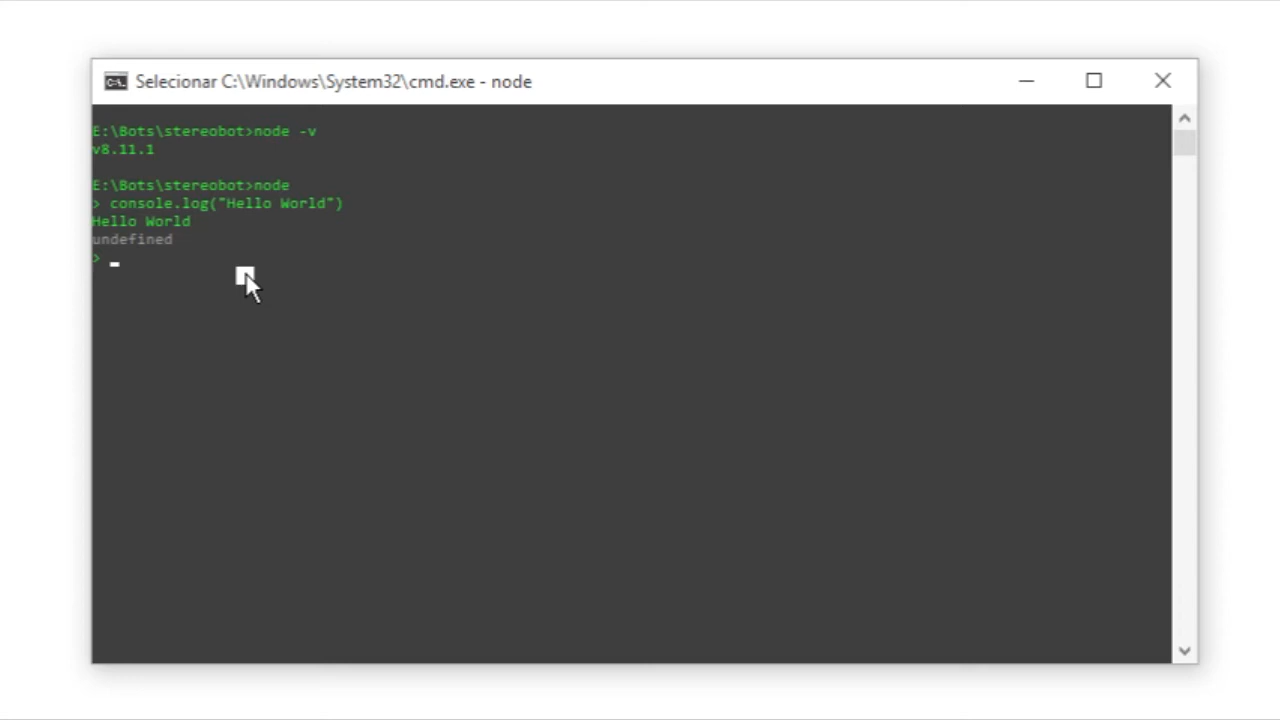 Selecionar C:\Windows\System32\cmd.exe - node
E:\Bots\stereobot>node -v
v8.11.1
E:\Bots\stereobot>node
> console.log("Hello World")
Hello World
undefined
>